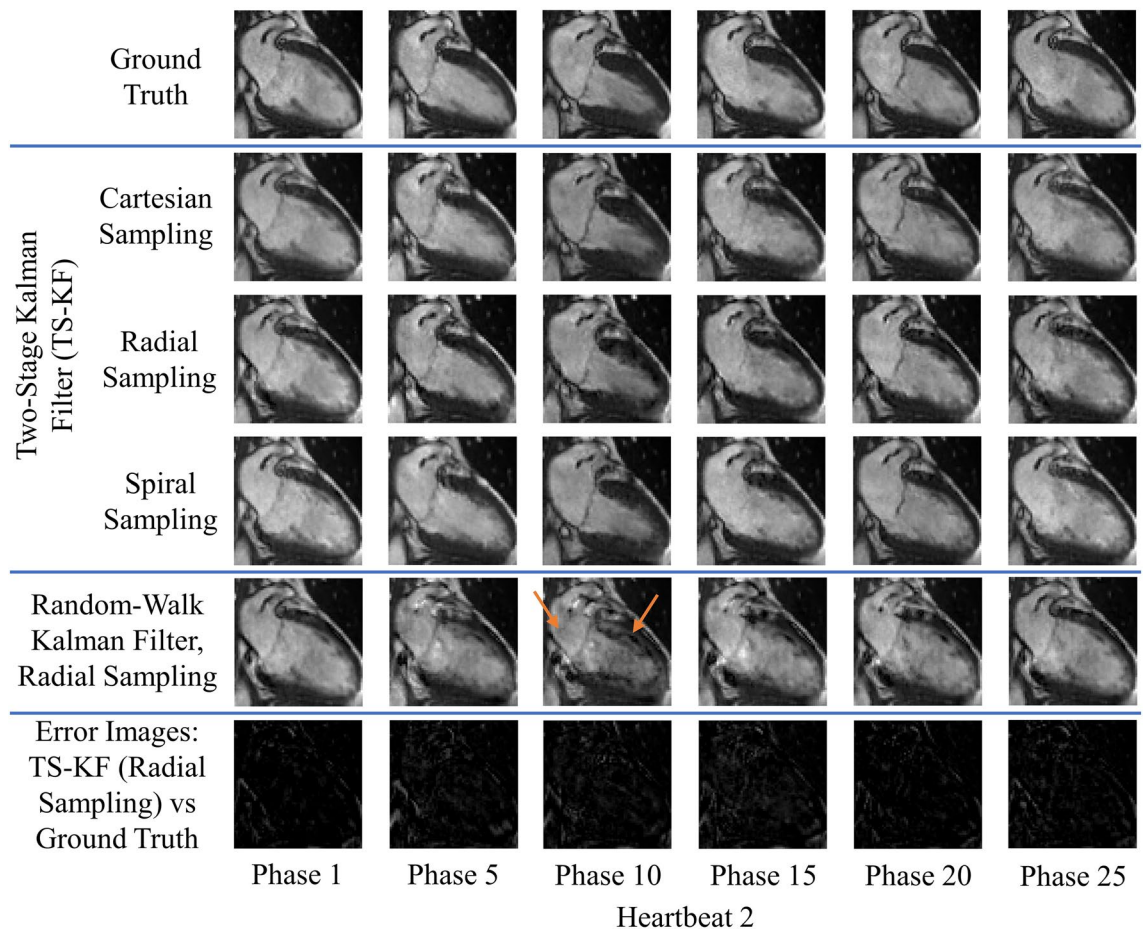 Ground
Truth
Two-Stage Kalman
Filter (TS-KF)
Cartesian
Sampling
Radial
Sampling
Spiral
Sampling
Random-Walk
Kalman Filter,
Radial Sampling
Error Images:
TS-KF (Radial
Sampling) vs
Ground Truth
Phase 1 Phase 5 Phase 10 Phase 15 Phase 20 Phase 25
Heartbeat 2